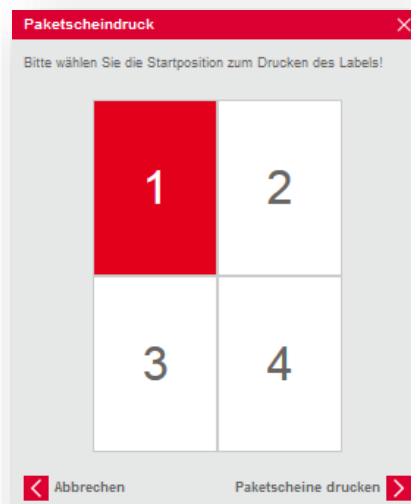 Paketscheindruck
Bitte wählen Sie die Startposition zum Drucken des Labels!
1 2
3 4
Abbrechen Paketscheine drucken